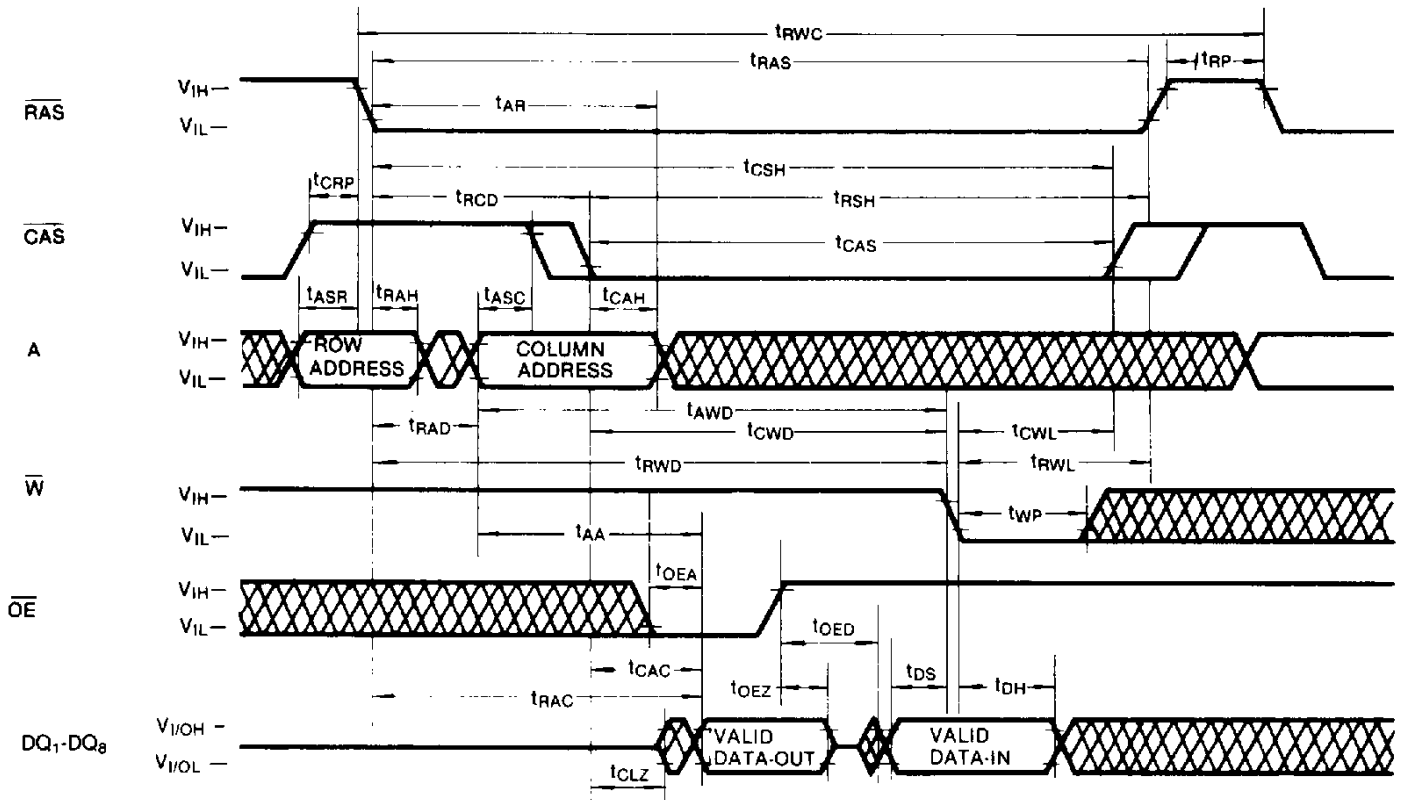 tRWC
tRAS
tRP
VIH
RAS
tAR
VIL
tCSH
tCRP
tRCD
tRSH
VIH
CAS
tCAS
VIL
tASR
tRAH
tASC
tCAH
VIH
A
ROW
ADDRESS
COLUMN
ADDRESS
VIL
tAWD
tRAD
tCWD
tCWL
tRWD
tRWL
W
VIH
tWP
VIL
tAA
tOEA
VIH
OE
VIL
tOED
tCAC
tOEZ
tDS
tDH
tRAC
VI/OH
DQ1-DQ8
VALID
DATA-OUT
VALID
DATA-IN
VI/OL
tCLZ